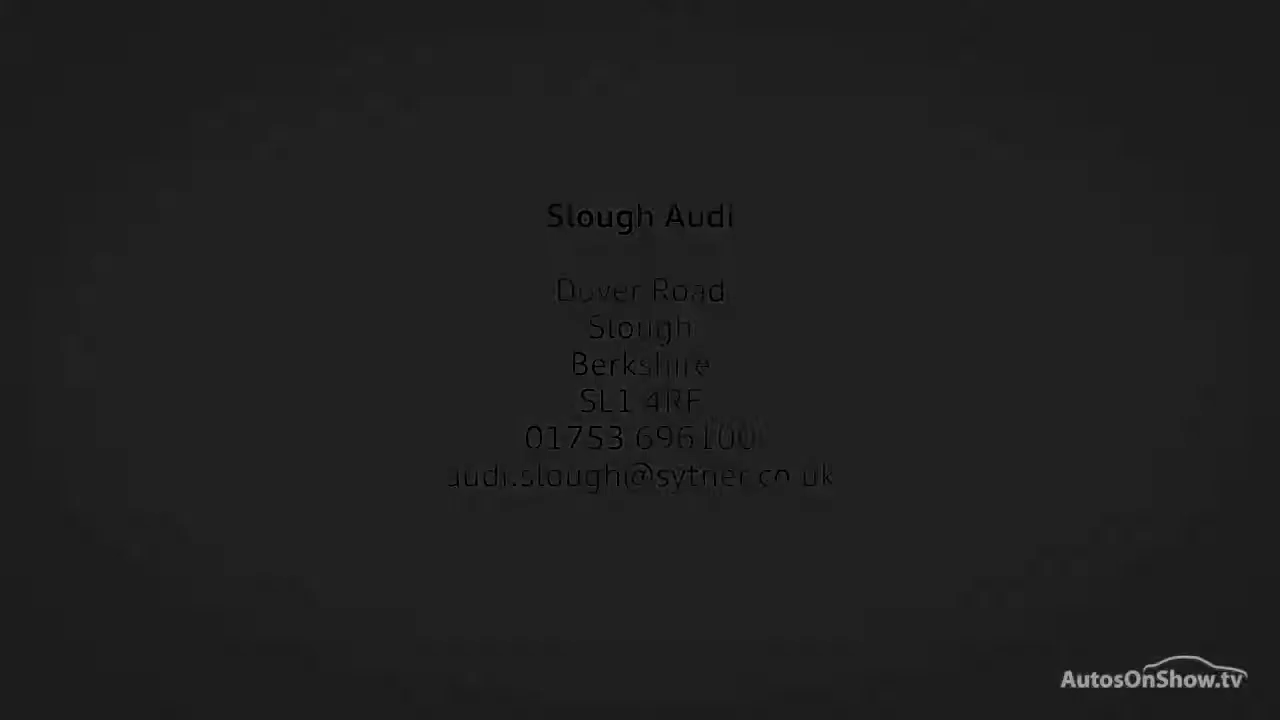 Slough Audi
Dover Road
Slough
Berkshire
SL1 4RF
01753 696100
audi.slough@sytner.co.uk
AutosOnShow.tv